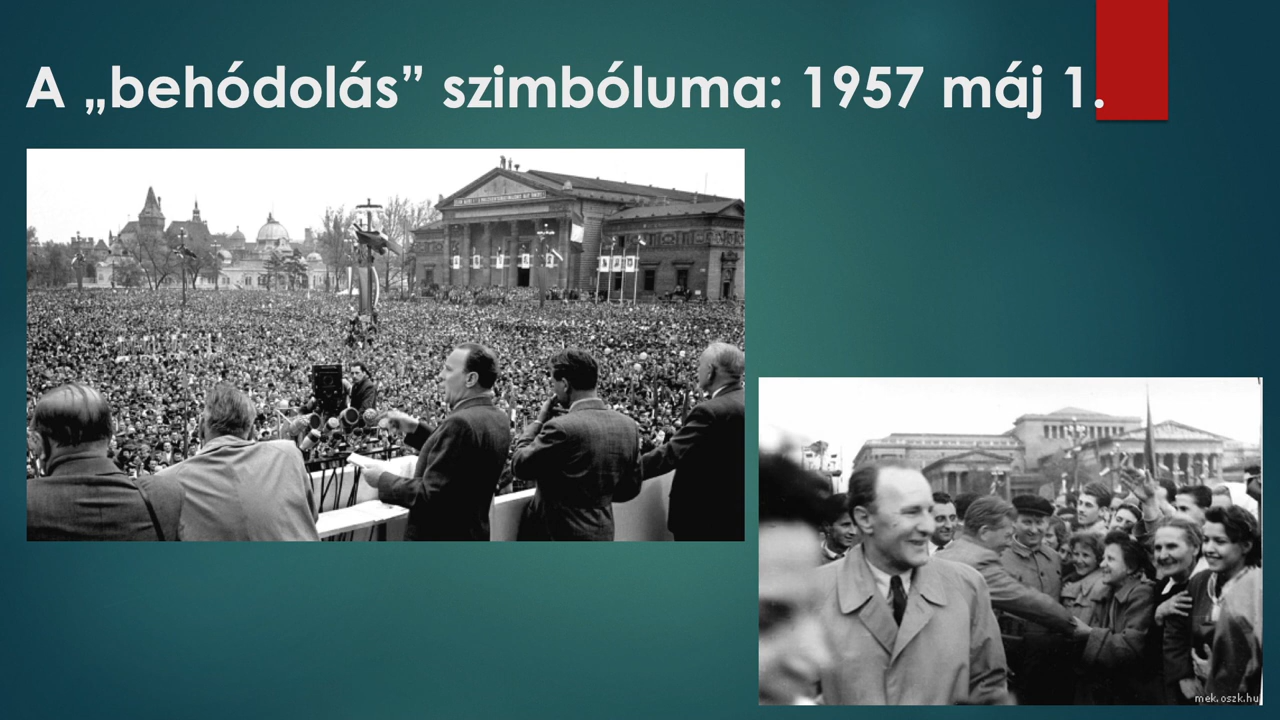 A „behódolás” szimbóluma: 1957 máj 1.
mek.oszk.hu